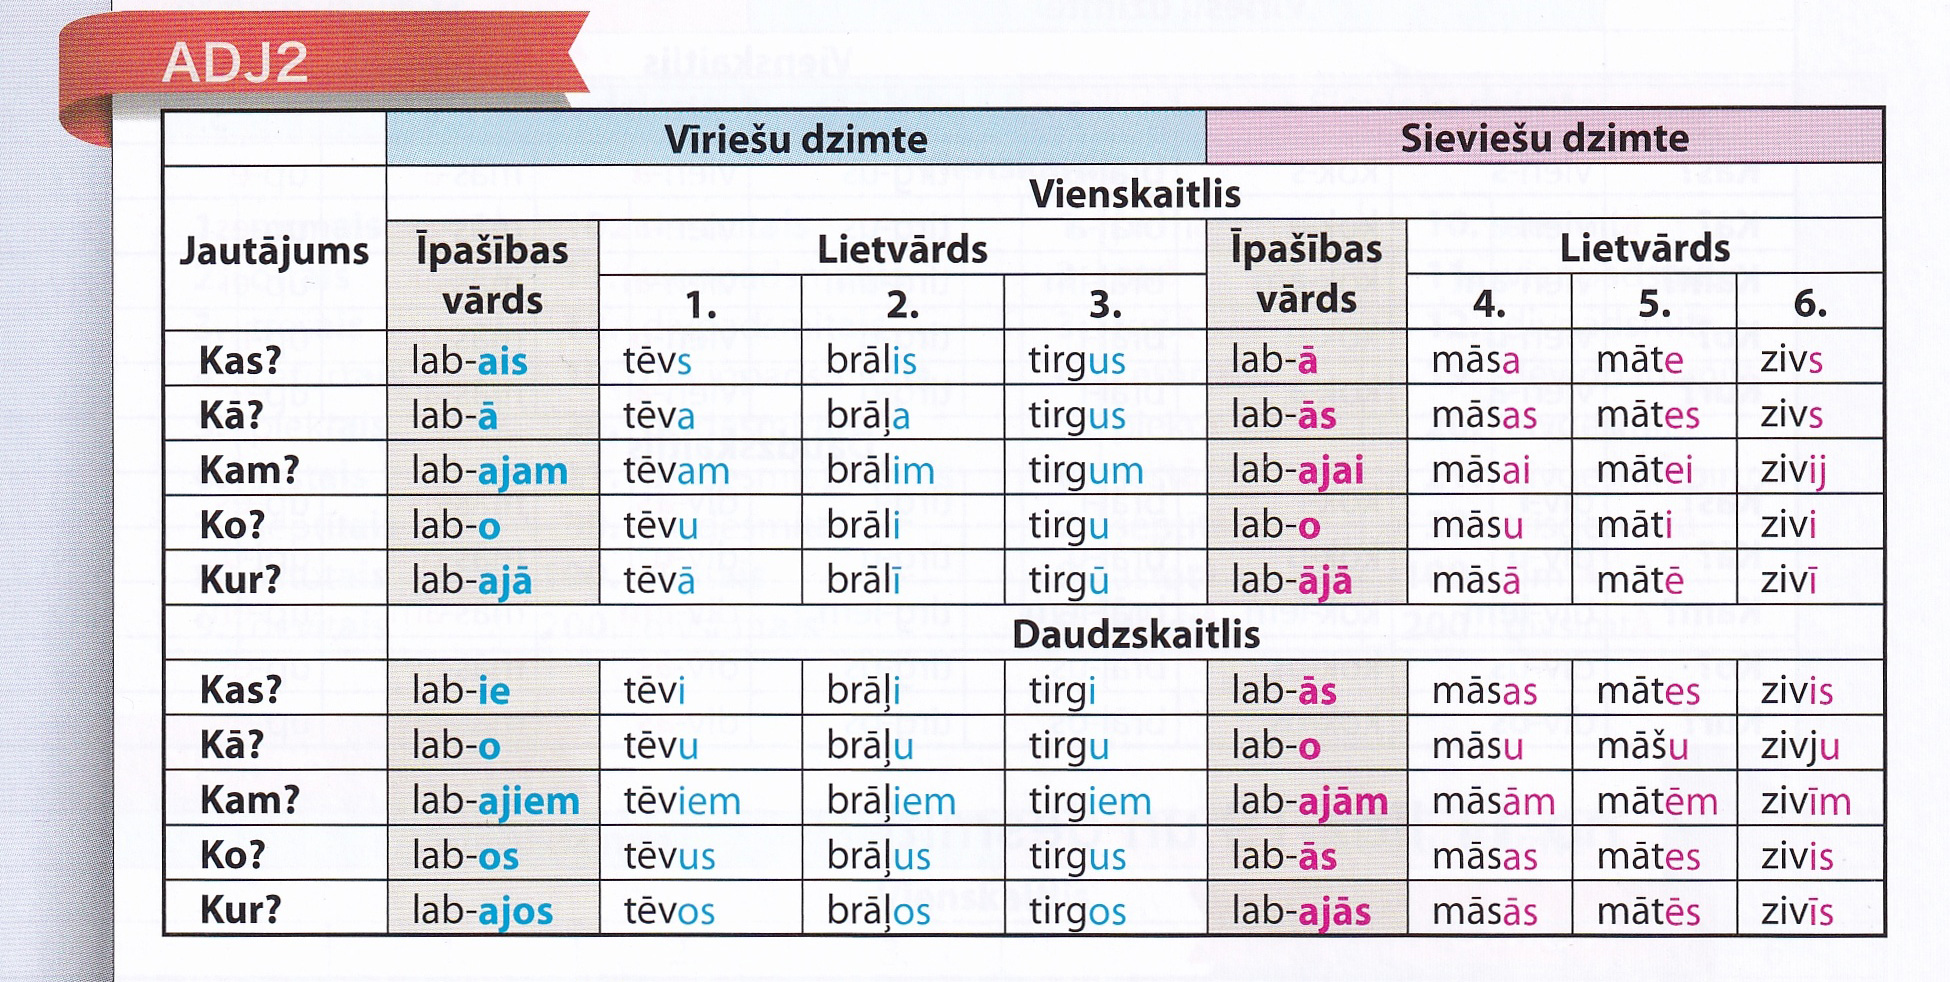 ADJ2
Vīriešu dzimte Sieviešu dzimte
Vienskaitlis
Jautājums Īpašības vārds Lietvārds Īpašības vārds Lietvārds
1. 2. 3. 4. 5. 6.
Kas? lab-ais tēvs brālis tirgus lab-ā māsa māte zivs
Kā? lab-ā tēva brāļa tirgus lab-ās māsas mātes zivs
Kam? lab-ajam tēvam brālim tirgum lab-ajai māsai mātei zivij
Ko? lab-o tēvu brāli tirgu lab-o māsu māti zivi
Kur? lab-ajā tēvā brālī tirgū lab-ājā māsā mātē zivī
Daudzskaitlis
Kas? lab-ie tēvi brāļi tirgi lab-ās māsas mātes zivis
Kā? lab-o tēvu brāļu tirgu lab-o māsu māšu zivju
Kam? lab-ajiem tēviem brāļiem tirgiem lab-ajām māsām mātēm zivīm
Ko? lab-os tēvus brāļus tirgus lab-ās māsas mātes zivis
Kur? lab-ajos tēvos brāļos tirgos lab-ajās māsās mātēs zivīs